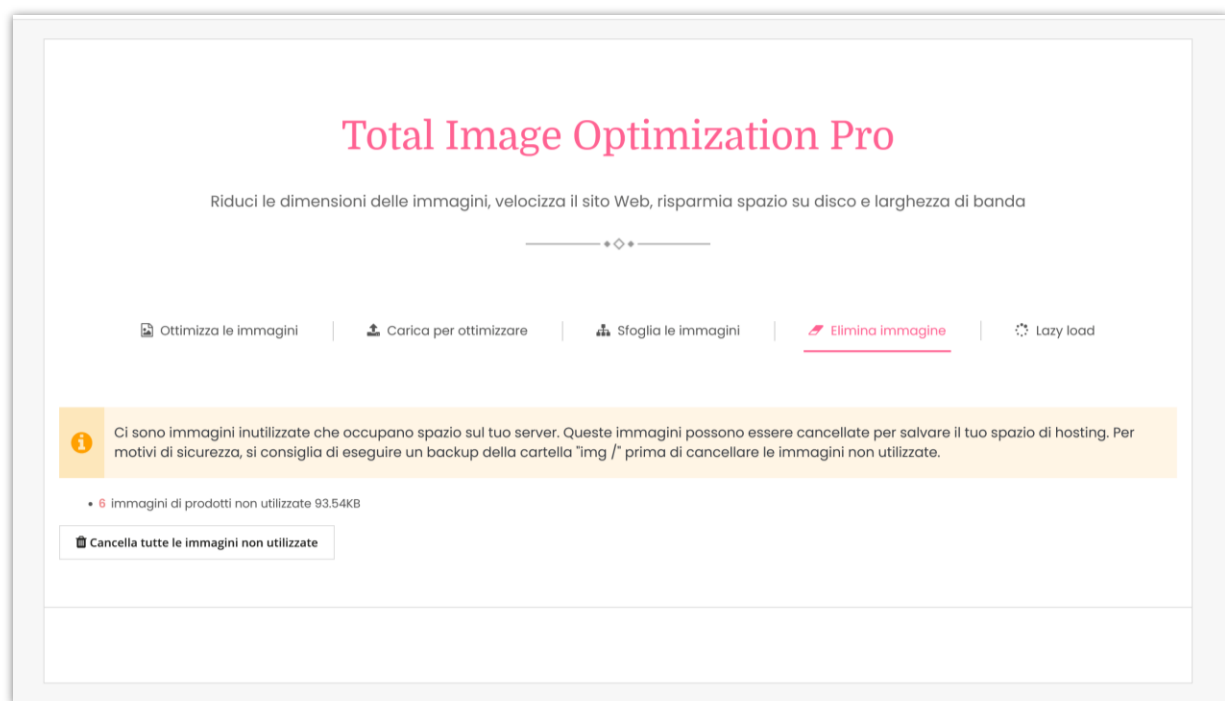 Total Image Optimization Pro
Riduci le dimensioni delle immagini, velocizza il sito Web, risparmia spazio su disco e larghezza di banda
Ottimizza le immagini
Carica per ottimizzare
Sfoglia le immagini
Elimina immagine
Lazy load
Ci sono immagini inutilizzate che occupano spazio sul tuo server. Queste immagini possono essere cancellate per salvare il tuo spazio di hosting. Per
motivi di sicurezza, si consiglia di eseguire un backup della cartella "img /" prima di cancellare le immagini non utilizzate.
• 6 immagini di prodotti non utilizzate 93.54KB
Cancella tutte le immagini non utilizzate